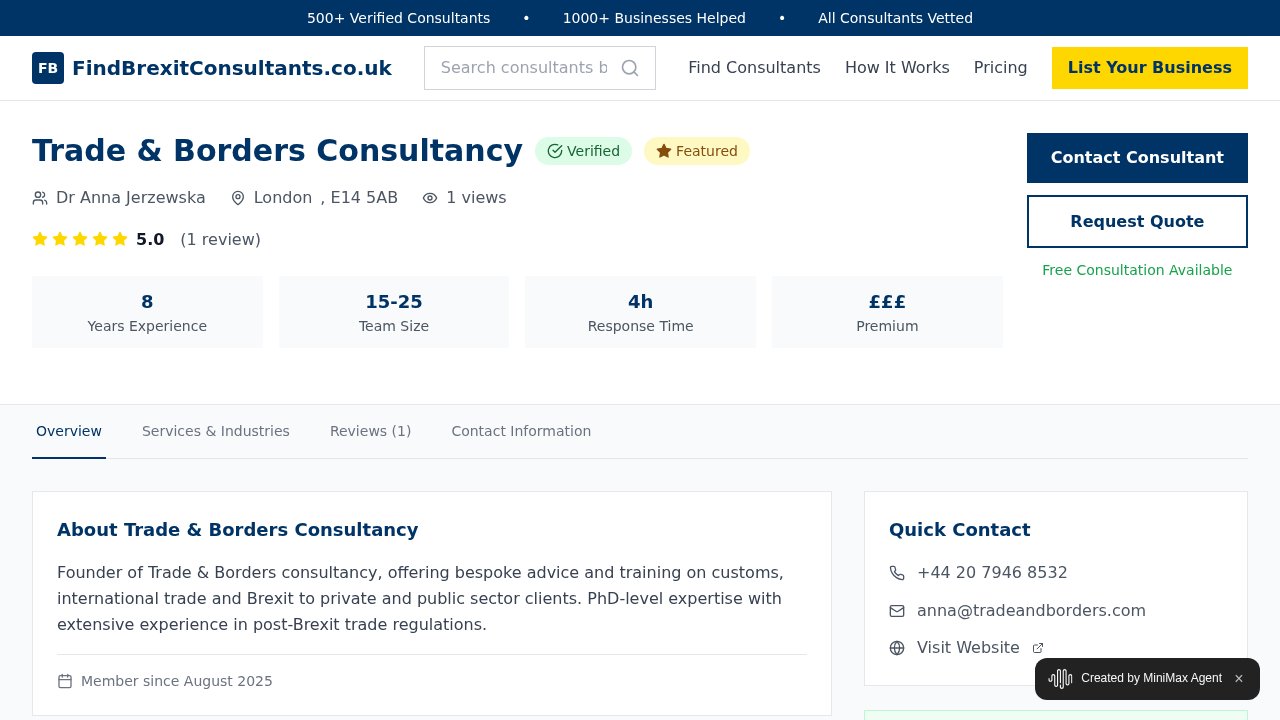 500+ Verified Consultants • 1000+ Businesses Helped • All Consultants Vetted
FB FindBrexitConsultants.co.uk
Search consultants b
Find Consultants How It Works Pricing List Your Business
Trade & Borders Consultancy Verified Featured
Dr Anna Jerzewska London , E14 5AB 1 views
5.0 (1 review)
Contact Consultant
Request Quote
Free Consultation Available
8 15-25 4h £££
Years Experience Team Size Response Time Premium
Overview Services & Industries Reviews (1) Contact Information
About Trade & Borders Consultancy
Founder of Trade & Borders consultancy, offering bespoke advice and training on customs,
international trade and Brexit to private and public sector clients. PhD-level expertise with
extensive experience in post-Brexit trade regulations.
Member since August 2025
Quick Contact
+44 20 7946 8532
anna@tradeandborders.com
Visit Website
Created by MiniMax Agent ×